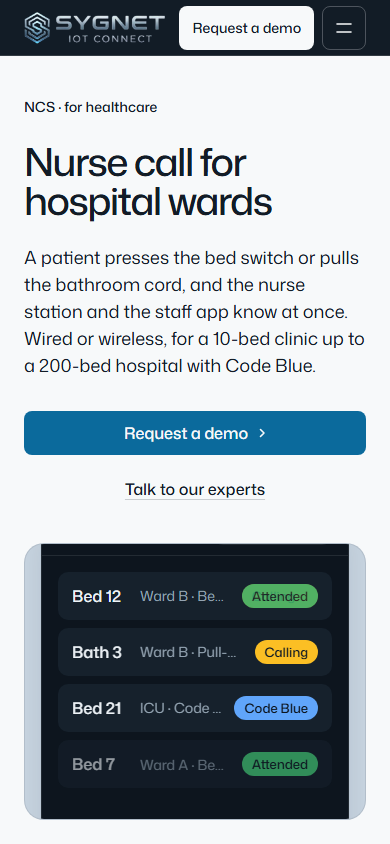 SYGNET
IOT CONNECT
Request a demo
NCS · for healthcare
Nurse call for
hospital wards
A patient presses the bed switch or pulls
the bathroom cord, and the nurse
station and the staff app know at once.
Wired or wireless, for a 10-bed clinic up to
a 200-bed hospital with Code Blue.
Request a demo
Talk to our experts
Bed 12 Ward B · Be... Attended
Bath 3 Ward B · Pull-... Calling
Bed 21 ICU · Code ... Code Blue
Bed 7 Ward A · Be... Attended